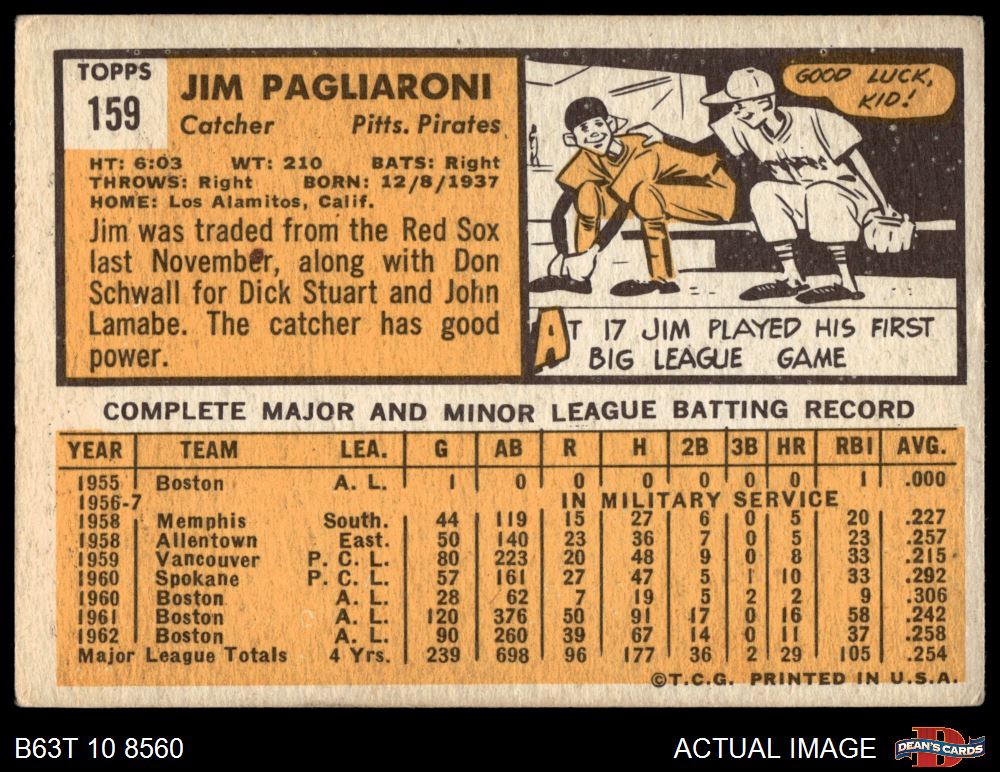 TOPPS
159
JIM PAGLIARONI
Catcher Pitts. Pirates
HT: 6:03 WT: 210 BATS: Right
THROWS: Right BORN: 12/8/1937
HOME: Los Alamitos, Calif.
Jim was traded from the Red Sox
last November, along with Don
Schwall for Dick Stuart and John
Lamabe. The catcher has good
power.
GOOD LUCK,
KID!
AT 17 JIM PLAYED HIS FIRST
BIG LEAGUE GAME
COMPLETE MAJOR AND MINOR LEAGUE BATTING RECORD
YEAR TEAM LEA. G AB R H 2B 3B HR RBI AVG.
1955 Boston A. L. 1 0 0 0 0 0 0 1 .000
1956-7 IN MILITARY SERVICE
1958 Memphis South. 44 119 15 27 6 0 5 20 .227
1958 Allentown East. 50 140 23 36 7 0 5 23 .257
1959 Vancouver P. C. L. 80 223 20 48 9 0 8 33 .215
1960 Spokane P. C. L. 57 161 27 47 5 1 10 33 .292
1960 Boston A. L. 28 62 7 19 5 2 2 9 .306
1961 Boston A. L. 120 376 50 91 17 0 16 58 .242
1962 Boston A. L. 90 260 39 67 14 0 11 37 .258
Major League Totals 4 Yrs. 239 698 96 177 36 2 29 105 .254
©T.C.G. PRINTED IN U.S.A.
B63T 10 8560
ACTUAL IMAGE
D
DEAN'S CARDS